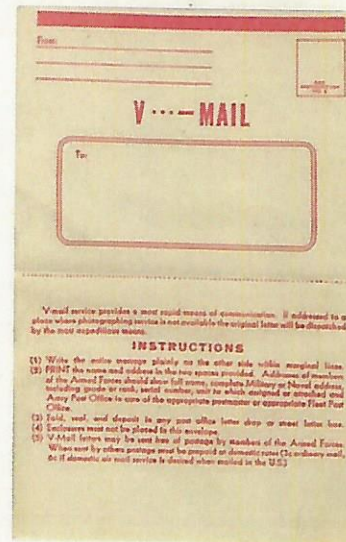 From:
V ···— MAIL
To:
V-mail service provides a most rapid means of communication. If addressed to a
place where photographing service is not available the original letter will be dispatched
by the most expeditious means.
INSTRUCTIONS
(1) Write the entire message plainly on the other side within marginal lines.
(2) PRINT the name and address in the two spaces provided. Addresses of members
of the Armed Forces should show full name, complete Military or Naval address,
including grade or rank, serial number, unit to which assigned or attached and
Army Post Office in care of the appropriate postmaster or appropriate Fleet Post
Office.
(3) Fold, seal, and deposit in any post office letter drop or street letter box.
(4) Enclosures must not be placed in this envelope.
(5) V-Mail letters may be sent free of postage by members of the Armed Forces.
When sent by others postage must be prepaid at domestic rates (3c ordinary mail,
6c if domestic air mail service is desired when mailed in the U.S.)